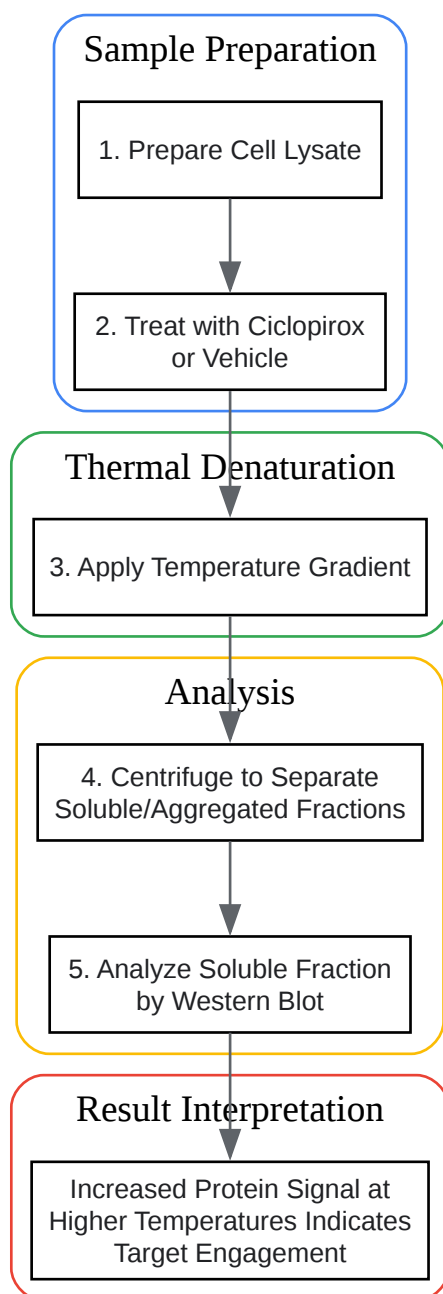 Sample Preparation
1. Prepare Cell Lysate
2. Treat with Ciclopirox
or Vehicle
Thermal Denaturation
3. Apply Temperature Gradient
Analysis
4. Centrifuge to Separate
Soluble/Aggregated Fractions
5. Analyze Soluble Fraction
by Western Blot
Result Interpretation
Increased Protein Signal at
Higher Temperatures Indicates
Target Engagement